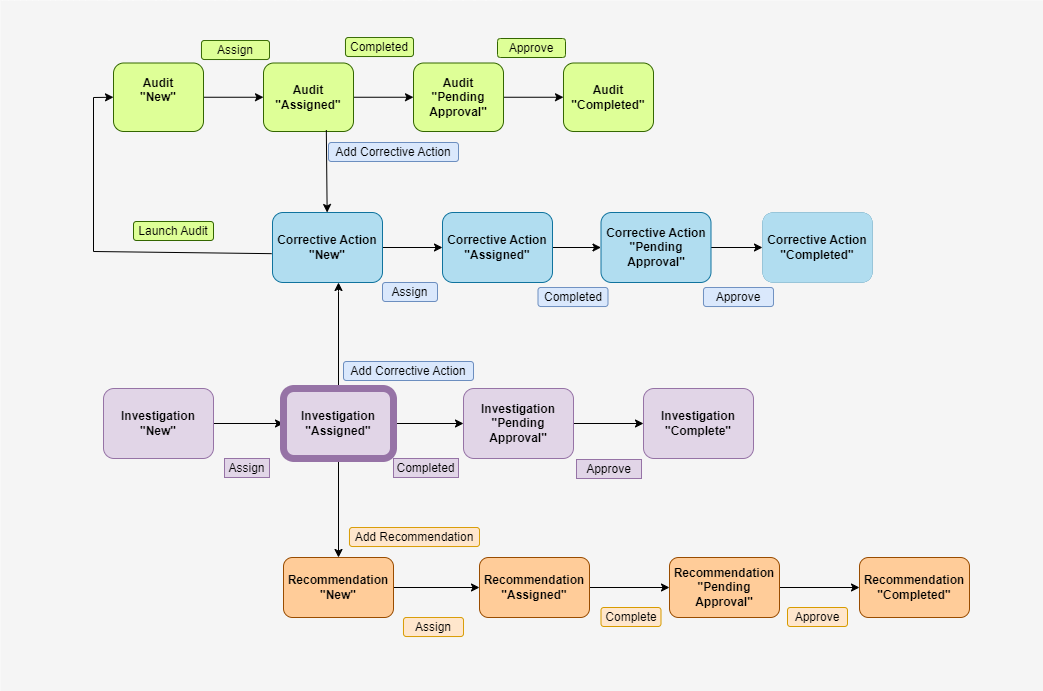 Assign
Completed
Approve
Audit
"New"
Audit
"Assigned"
Audit
"Pending
Approval"
Audit
"Completed"
Add Corrective Action
Launch Audit
Corrective Action
"New"
Corrective Action
"Assigned"
Corrective Action
"Pending
Approval"
Corrective Action
"Completed"
Assign
Completed
Approve
Add Corrective Action
Investigation
"New"
Investigation
"Assigned"
Investigation
"Pending
Approval"
Investigation
"Complete"
Assign
Completed
Approve
Add Recommendation
Recommendation
"New"
Recommendation
"Assigned"
Recommendation
"Pending
Approval"
Recommendation
"Completed"
Assign
Complete
Approve